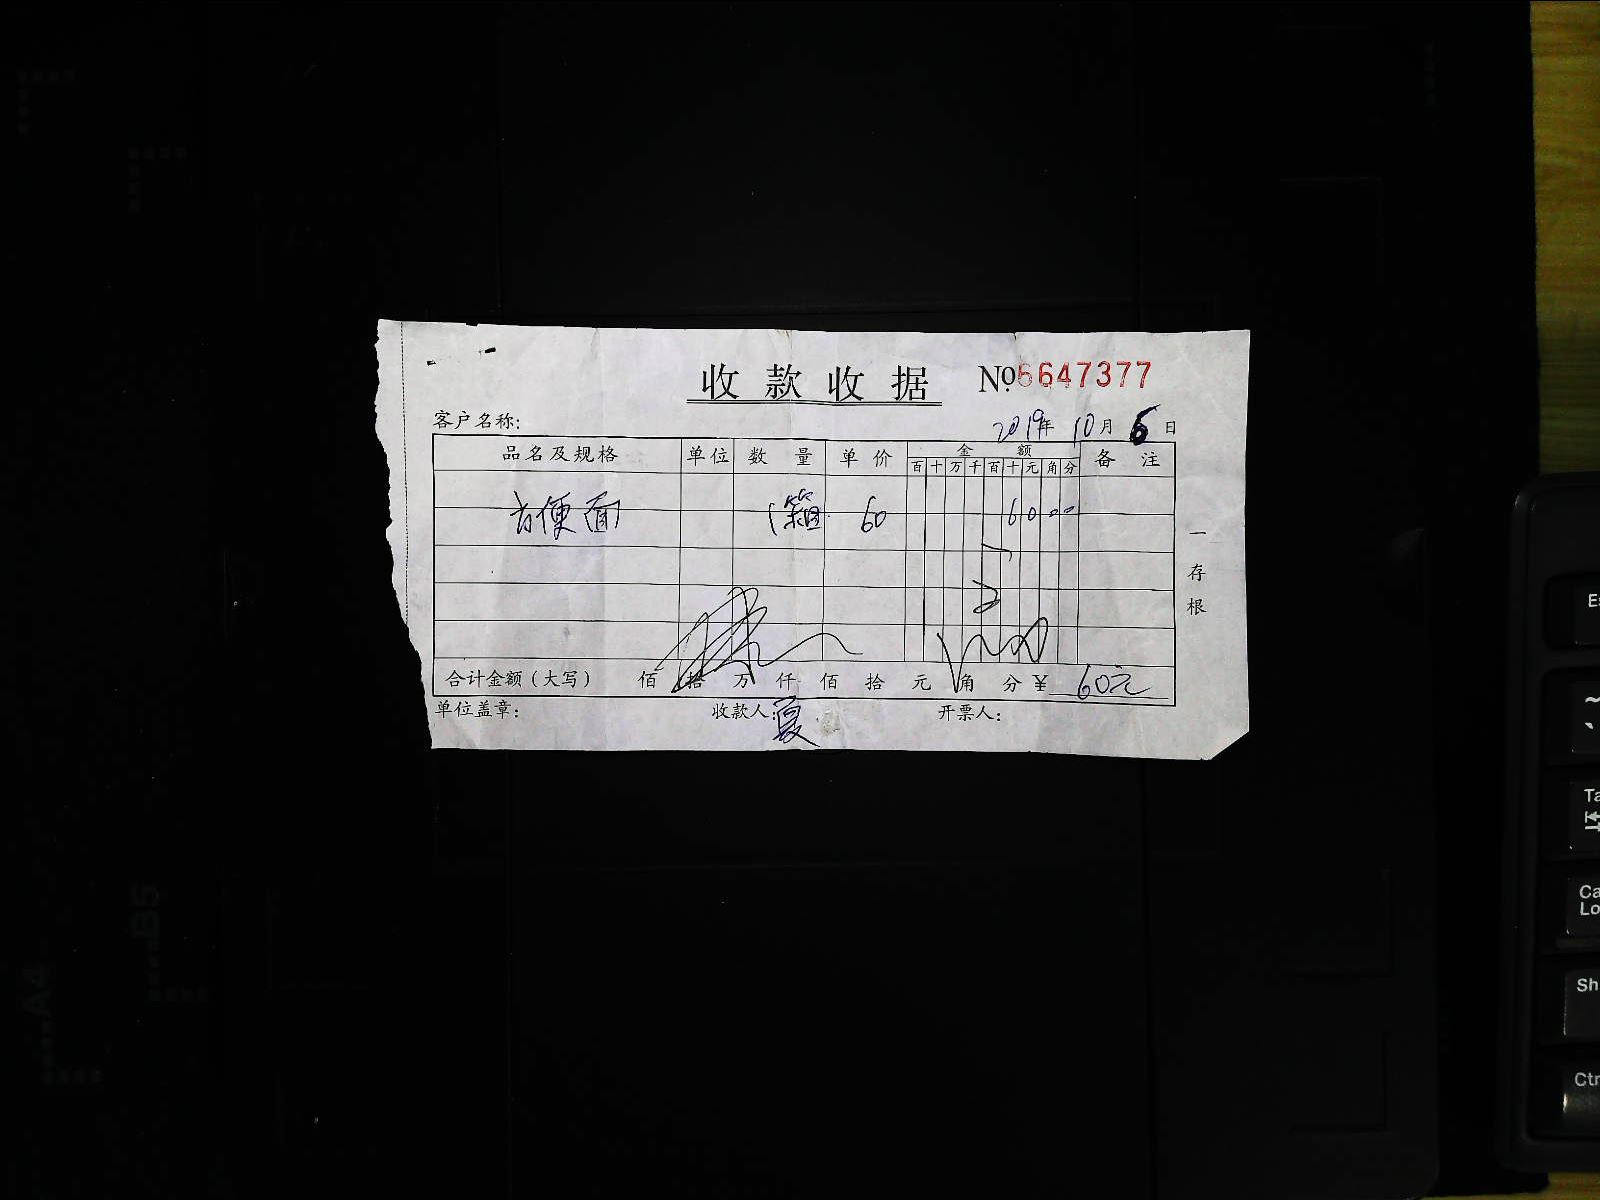 收款收据 №6647377
客户名称: 2019年10月6日
品名及规格 单位 数量 单价 金额 备注
百十万千百十元角分
方便面 1箱 60 6000
一存根
合计金额(大写) 佰 拾 万 仟 佰 拾 元 角 分 ¥ 60元
单位盖章: 收款人:夏 开票人:
A4
B5
Ctr